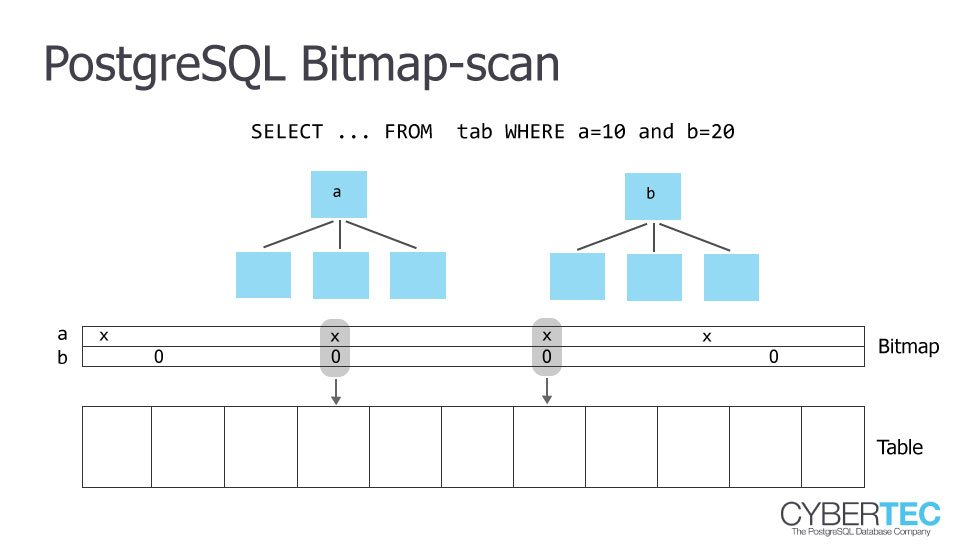 PostgreSQL Bitmap-scan
SELECT ... FROM  tab WHERE a=10 and b=20
a b
a x x x x
b 0 0 0 0
Bitmap
Table
CYBERTEC
The PostgreSQL Database Company